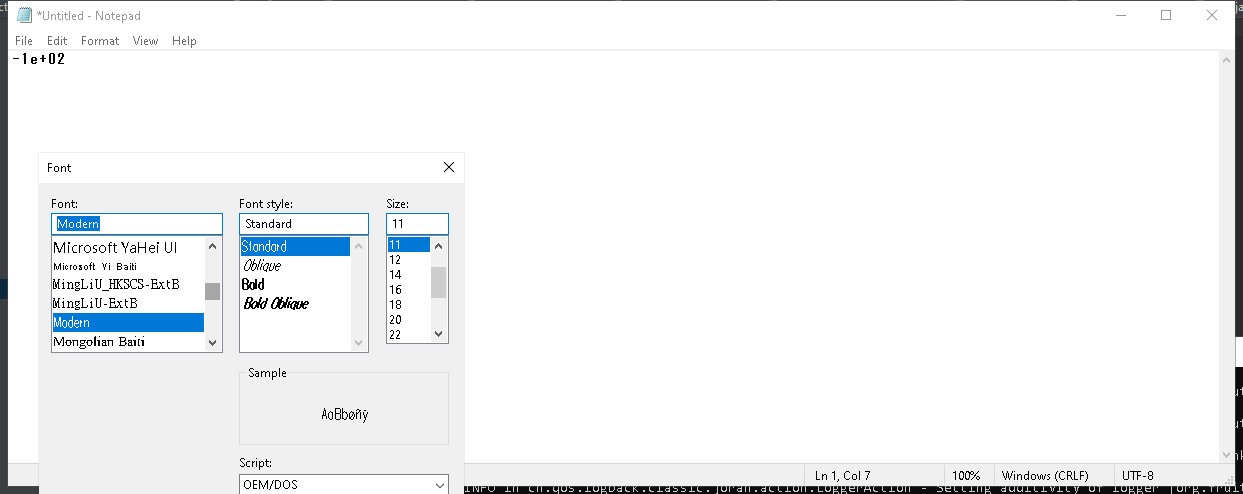 *Untitled - Notepad
File Edit Format View Help
-1e+02
Font
Font: Font style: Size:
Modern Standard 11
Microsoft YaHei UI
Microsoft Yi Baiti
MingLiU_HKSCS-ExtB
MingLiU-ExtB
Modern
Mongolian Baiti
Standard
Oblique
Bold
Bold Oblique
11
12
14
16
18
20
22
Sample
AaBbøñý
Script:
OEM/DOS
Ln 1, Col 7 100% Windows (CRLF) UTF-8
INFO in ch.qos.logback.classic.joran.action.LoggerAction - Setting additivity of logger [org.fruit